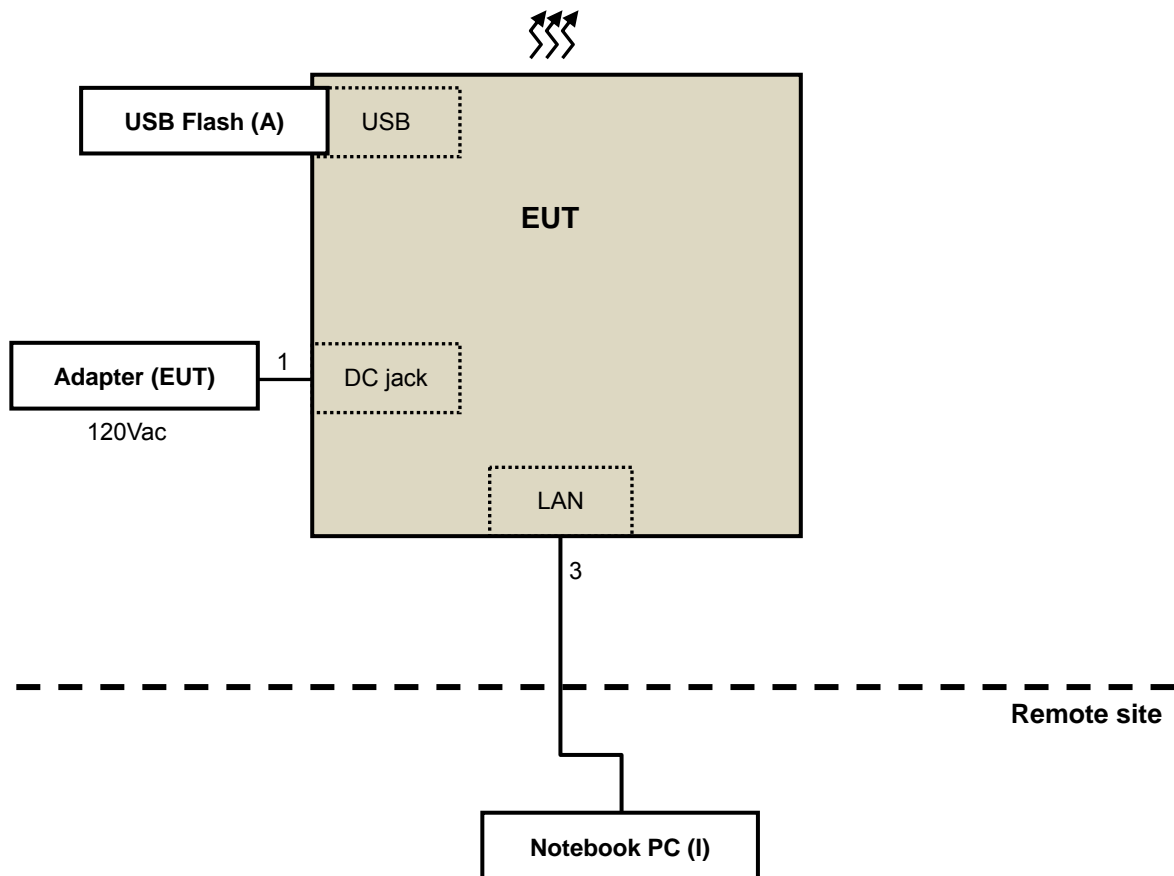 USB Flash (A)
USB
EUT
Adapter (EUT)
1
DC jack
120Vac
LAN
3
Remote site
Notebook PC (I)